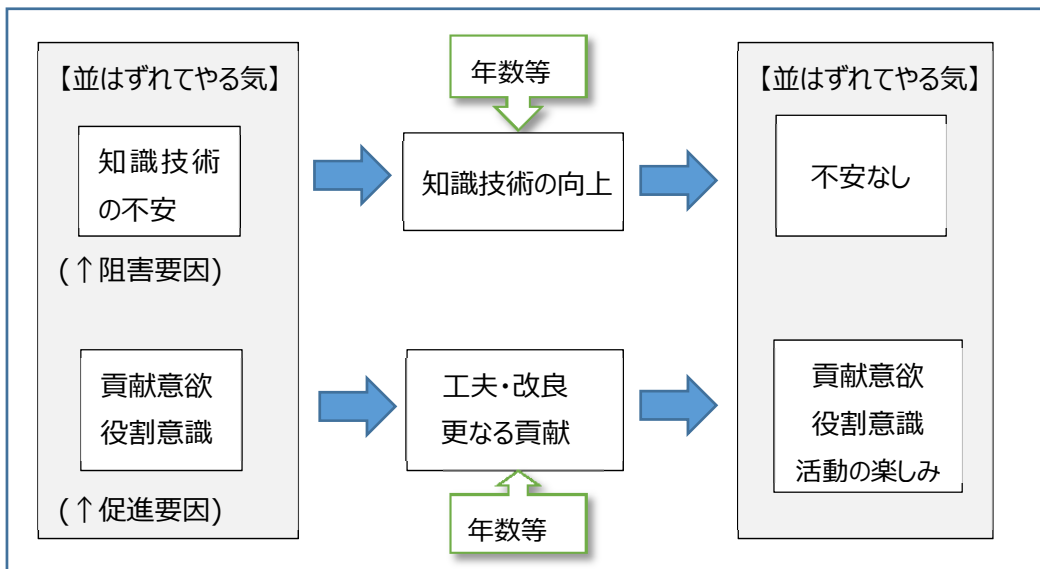 【並はずれてやる気】
知識技術
の不安
(↑阻害要因)
貢献意欲
役割意識
(↑促進要因)
年数等
知識技術の向上
工夫・改良
更なる貢献
年数等
【並はずれてやる気】
不安なし
貢献意欲
役割意識
活動の楽しみ